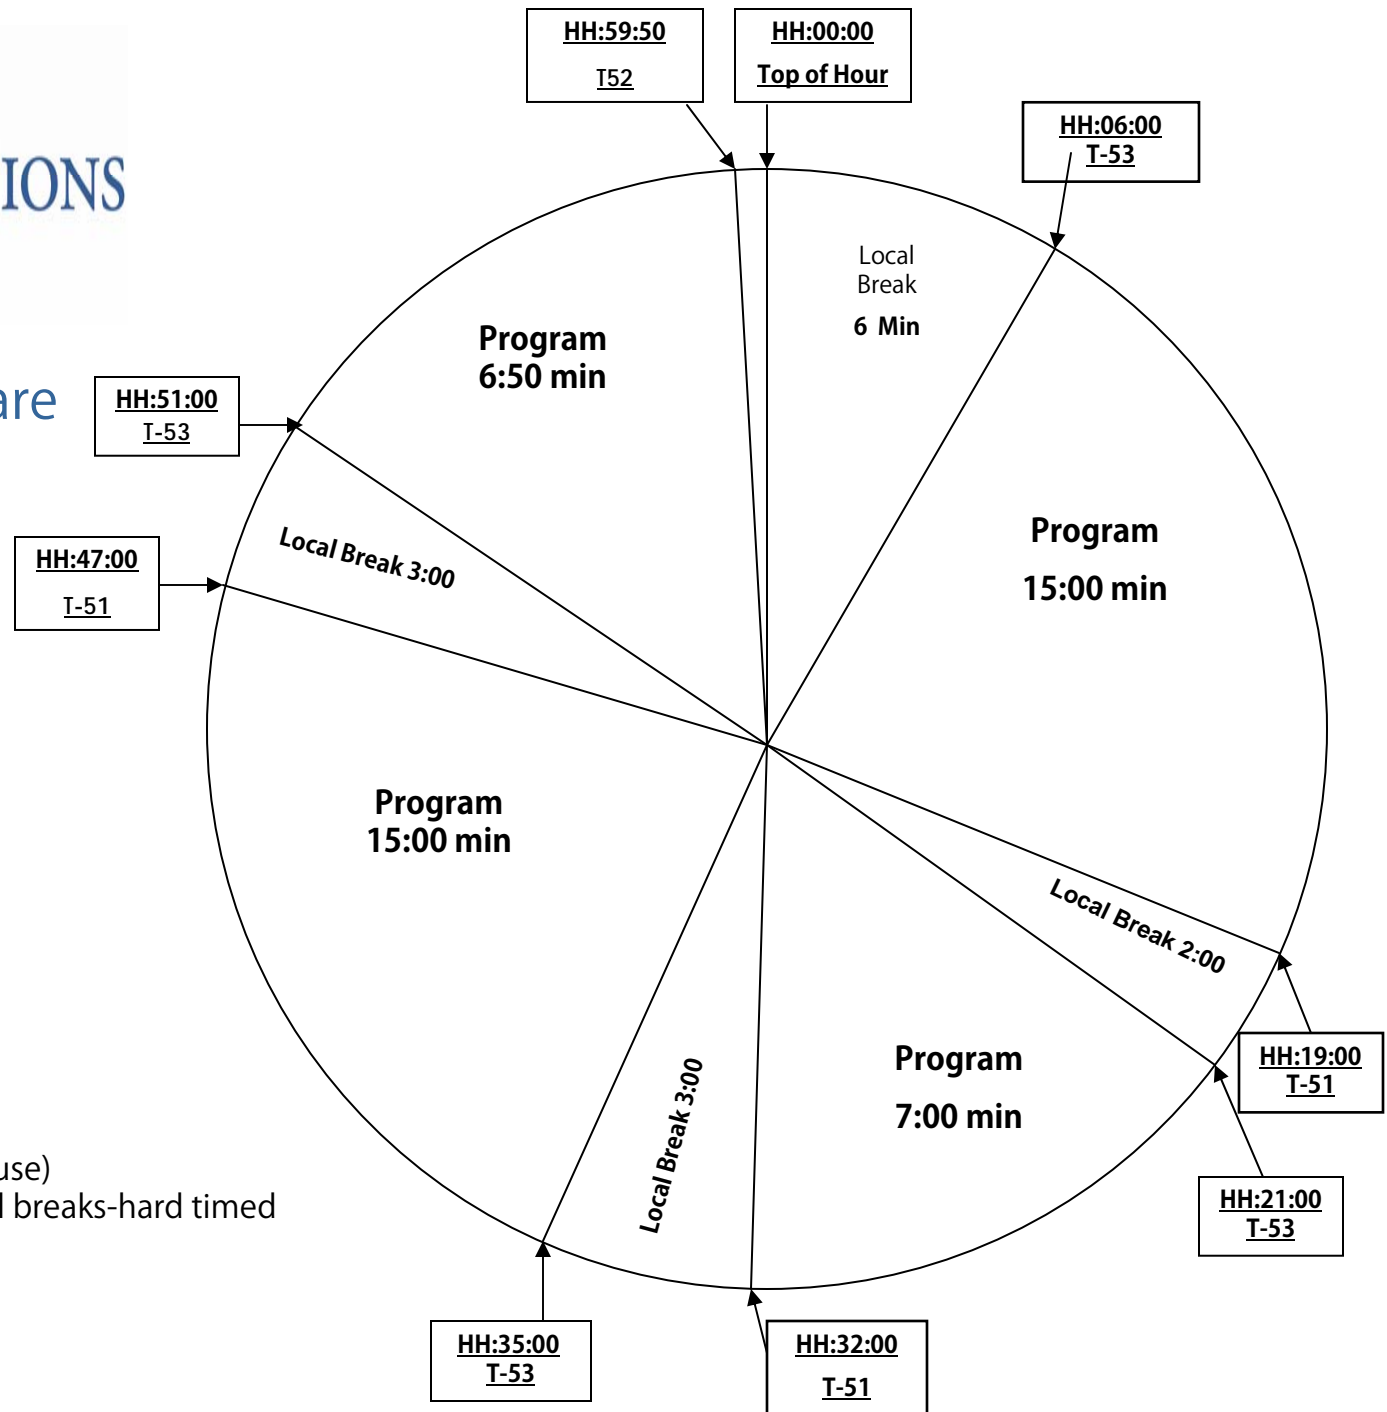 HH:59:50
T52
HH:00:00
Top of Hour
HH:06:00
T-53
IONS
Local
Break
6 Min
Program
6:50 min
are
HH:51:00
T-53
Program
15:00 min
Local Break 3:00
HH:47:00
T-51
Program
15:00 min
Local Break 2:00
HH:19:00
T-51
Program
7:00 min
Local Break 3:00
use)
l breaks-hard timed
HH:21:00
T-53
HH:35:00
T-53
HH:32:00
T-51